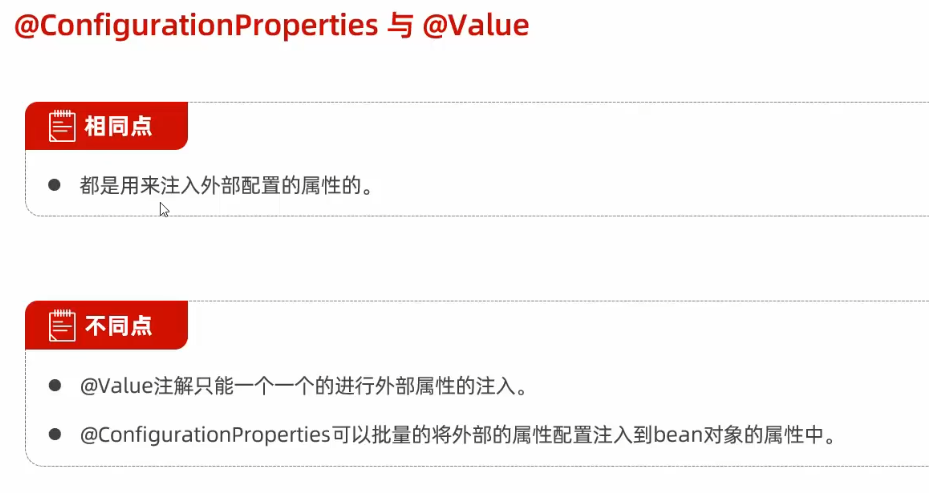 @ConfigurationProperties 与 @Value
相同点
都是用来注入外部配置的属性的。
不同点
@Value注解只能一个一个的进行外部属性的注入。
@ConfigurationProperties可以批量的将外部的属性配置注入到bean对象的属性中。